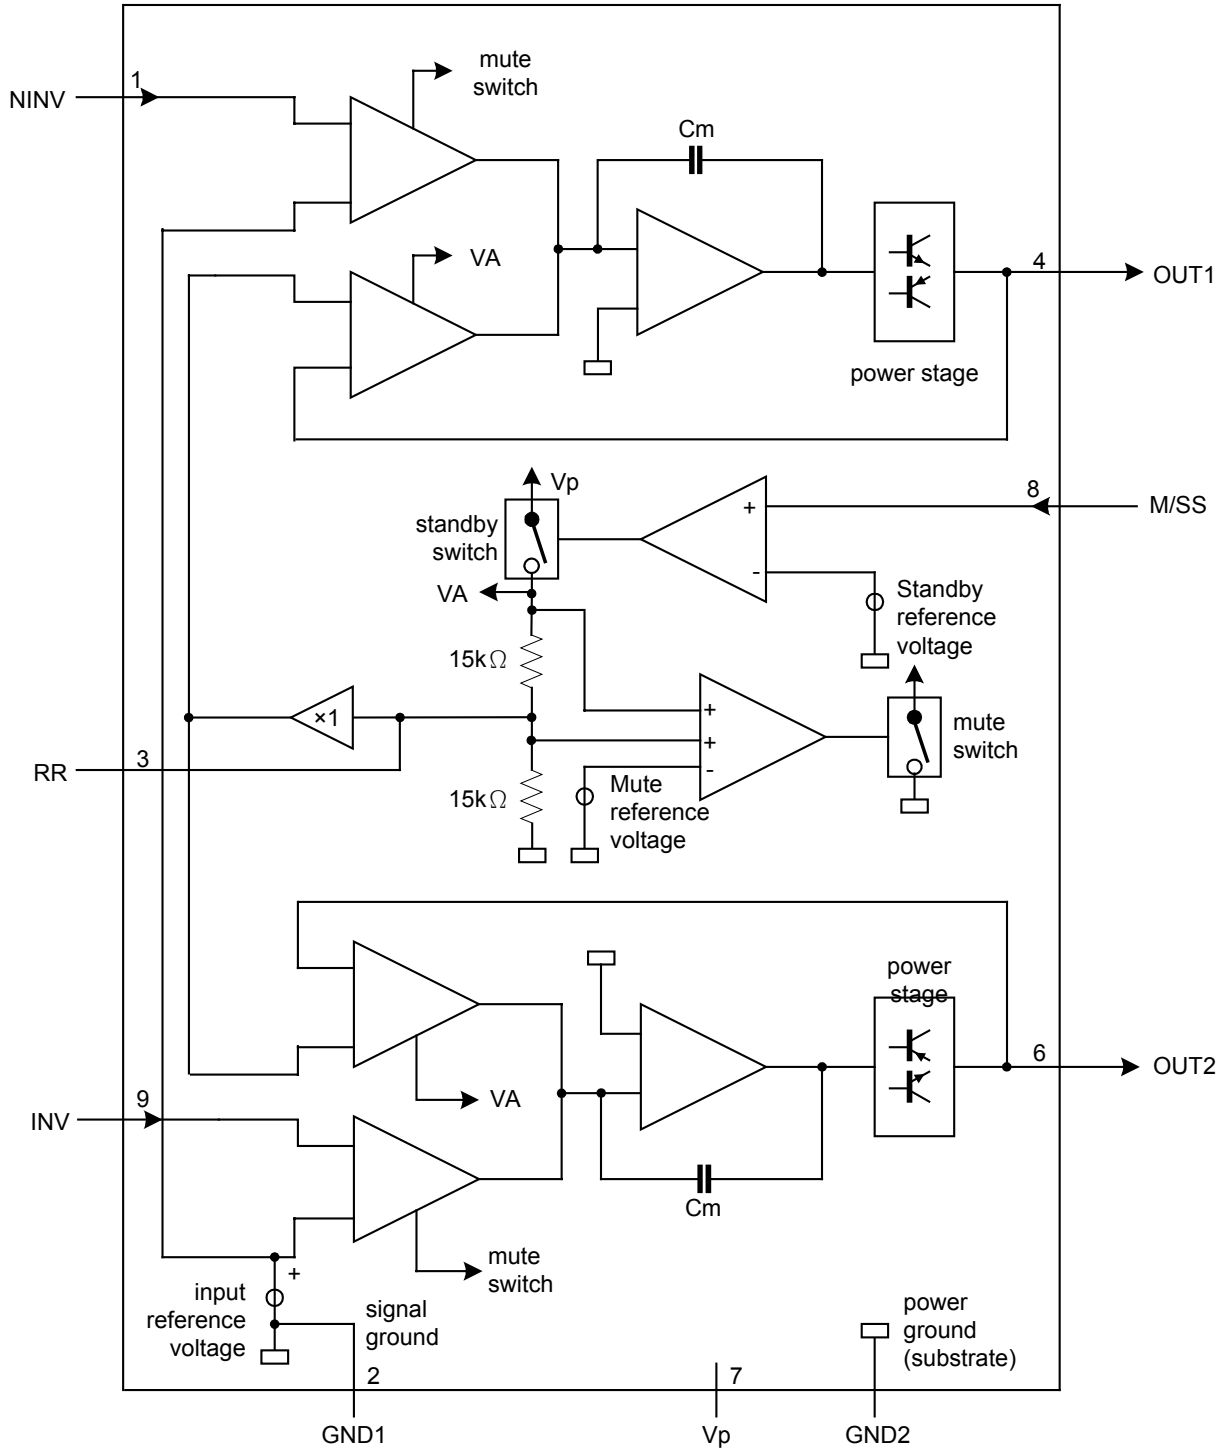 mute
switch
1
NINV
Cm
VA
4
OUT1
power stage
Vp
8
M/SS
+
standby
switch
-
VA
Standby
reference
voltage
15kΩ
×1
+
mute
switch
+
3
RR
-
Mute
reference
voltage
15kΩ
power
stage
6
OUT2
VA
9
INV
Cm
mute
switch
+
input
reference
voltage
signal
ground
power
ground
(substrate)
2
7
GND1
Vp
GND2